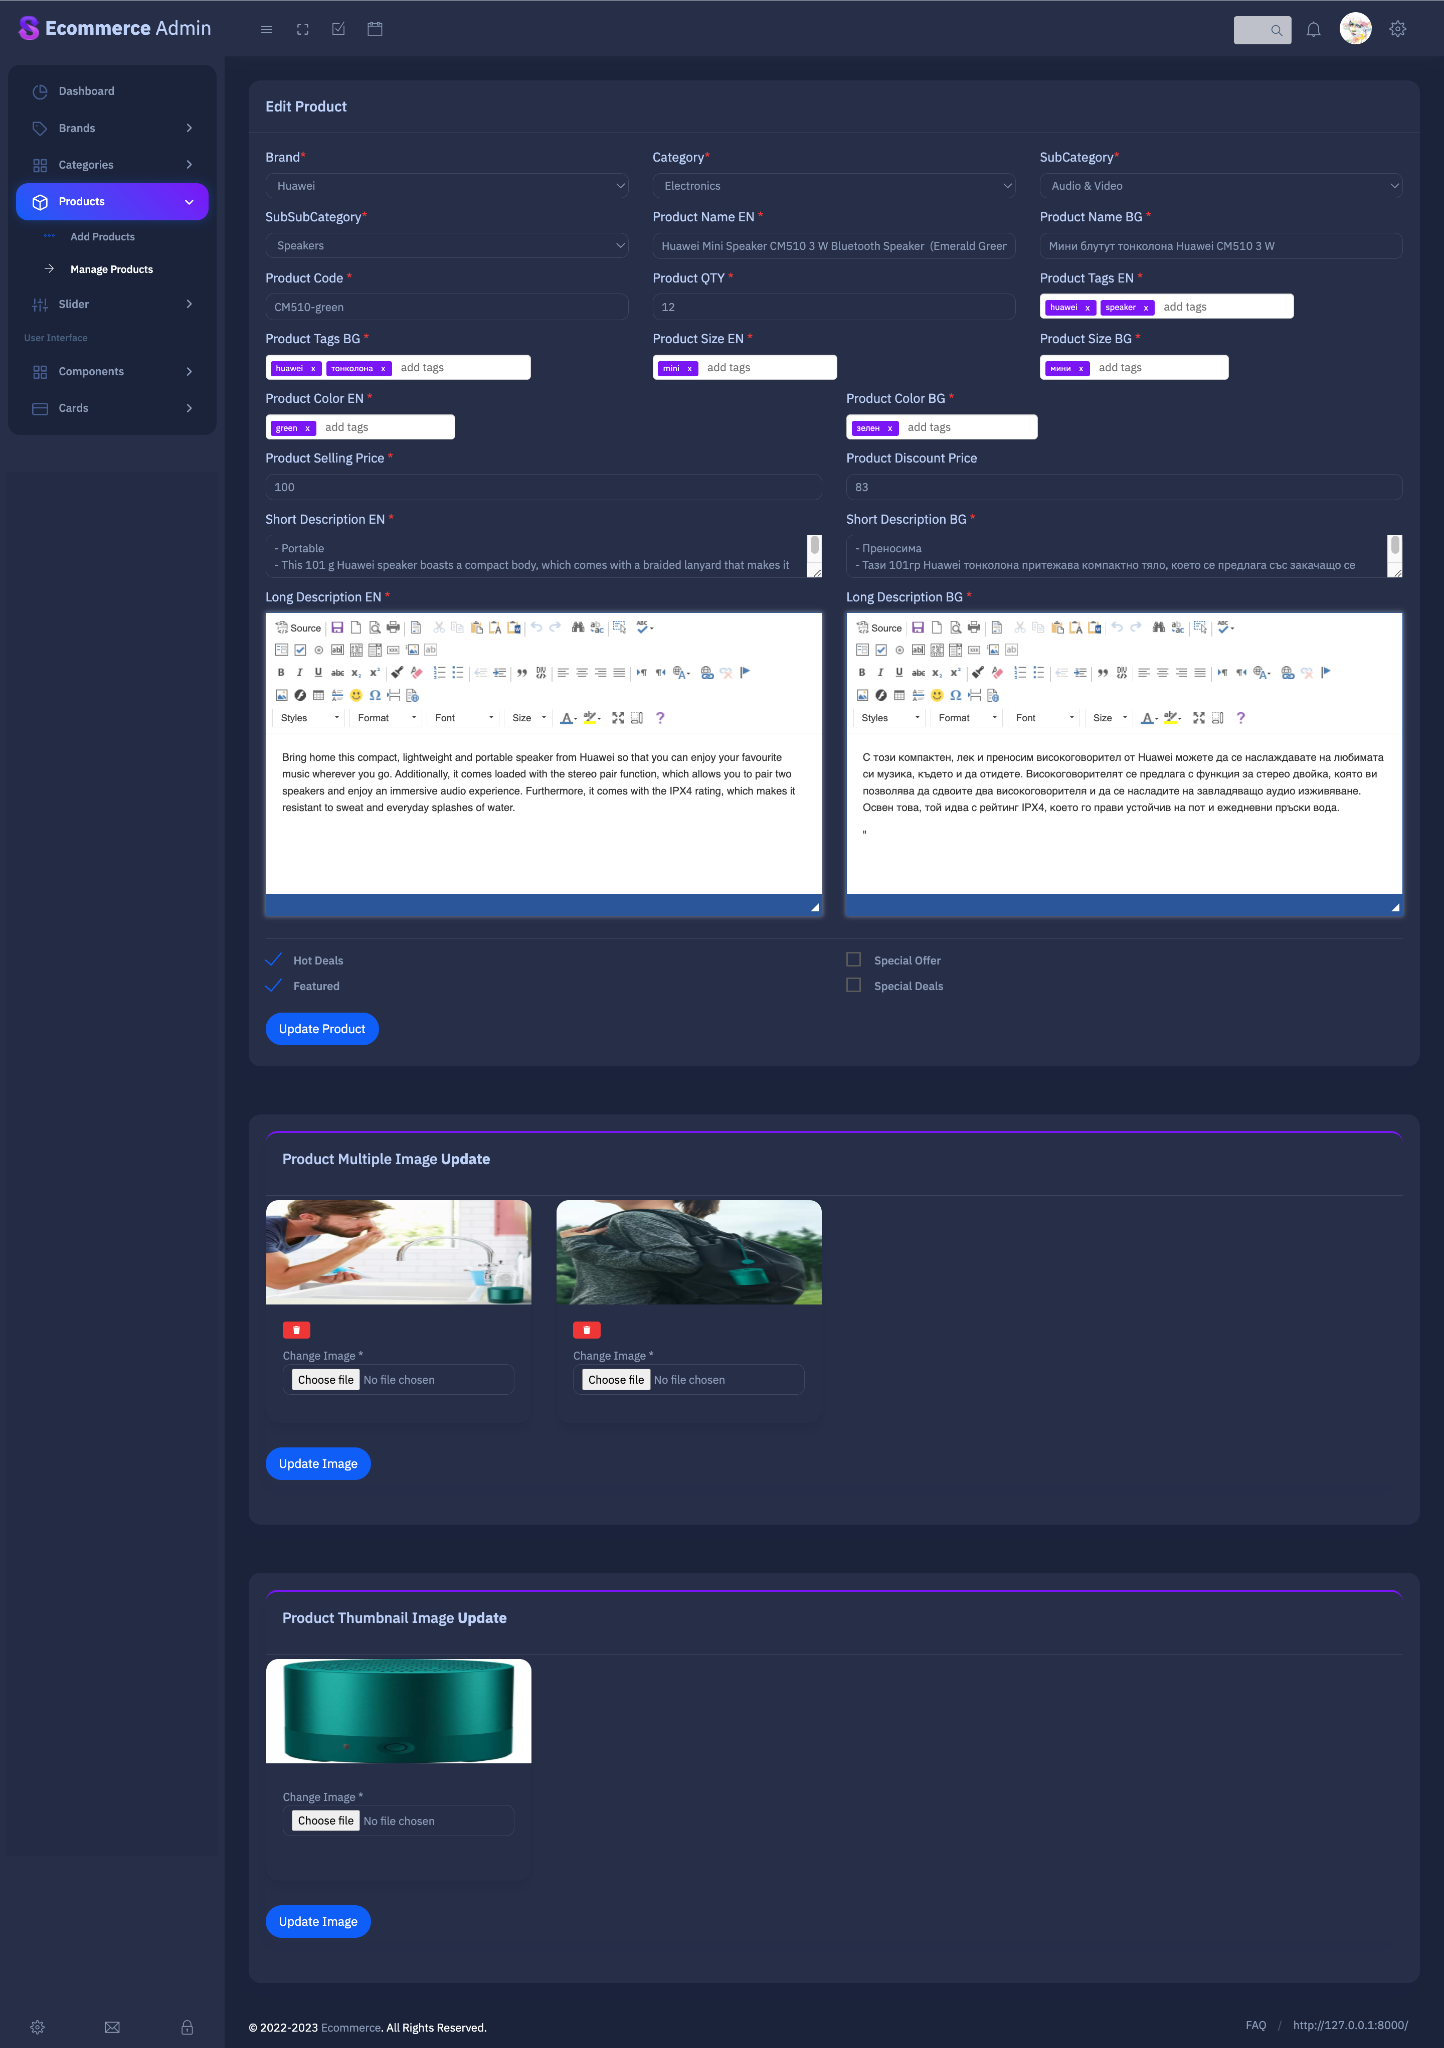 Ecommerce Admin
Dashboard
Brands
Categories
Products
Add Products
Manage Products
Slider
User Interface
Components
Cards
Edit Product
Brand*
Category*
SubCategory*
Huawei
Electronics
Audio & Video
SubSubCategory*
Product Name EN *
Product Name BG *
Speakers
Huawei Mini Speaker CM510 3 W Bluetooth Speaker (Emerald Green
Мини блутут тонколона Huawei CM510 3 W
Product Code *
Product QTY *
Product Tags EN *
CM510-green
12
huawei x speaker x add tags
Product Tags BG *
Product Size EN *
Product Size BG *
huawei x тонколона x add tags
mini x add tags
мини x add tags
Product Color EN *
Product Color BG *
green x add tags
зелен x add tags
Product Selling Price *
Product Discount Price
100
83
Short Description EN *
Short Description BG *
- Portable
- This 101 g Huawei speaker boasts a compact body, which comes with a braided lanyard that makes it
- Преносима
- Тази 101гр Huawei тонколона притежава компактно тяло, което се предлага със закачащо се
Long Description EN *
Long Description BG *
Source
Styles Format Font Size
Bring home this compact, lightweight and portable speaker from Huawei so that you can enjoy your favourite
music wherever you go. Additionally, it comes loaded with the stereo pair function, which allows you to pair two
speakers and enjoy an immersive audio experience. Furthermore, it comes with the IPX4 rating, which makes it
resistant to sweat and everyday splashes of water.
Source
Styles Format Font Size
С този компактен, лек и преносим високоговорител от Huawei можете да се наслаждавате на любимата
си музика, където и да отидете. Високоговорителят се предлага с функция за стерео двойка, която ви
позволява да сдвоите два високоговорителя и да се насладите на завладяващо аудио изживяване.
Освен това, той идва с рейтинг IPX4, което го прави устойчив на пот и ежедневни пръски вода.
"
Hot Deals
Special Offer
Featured
Special Deals
Update Product
Product Multiple Image Update
Change Image *
Choose file No file chosen
Change Image *
Choose file No file chosen
Update Image
Product Thumbnail Image Update
Change Image *
Choose file No file chosen
Update Image
© 2022-2023 Ecommerce. All Rights Reserved.
FAQ / http://127.0.0.1:8000/